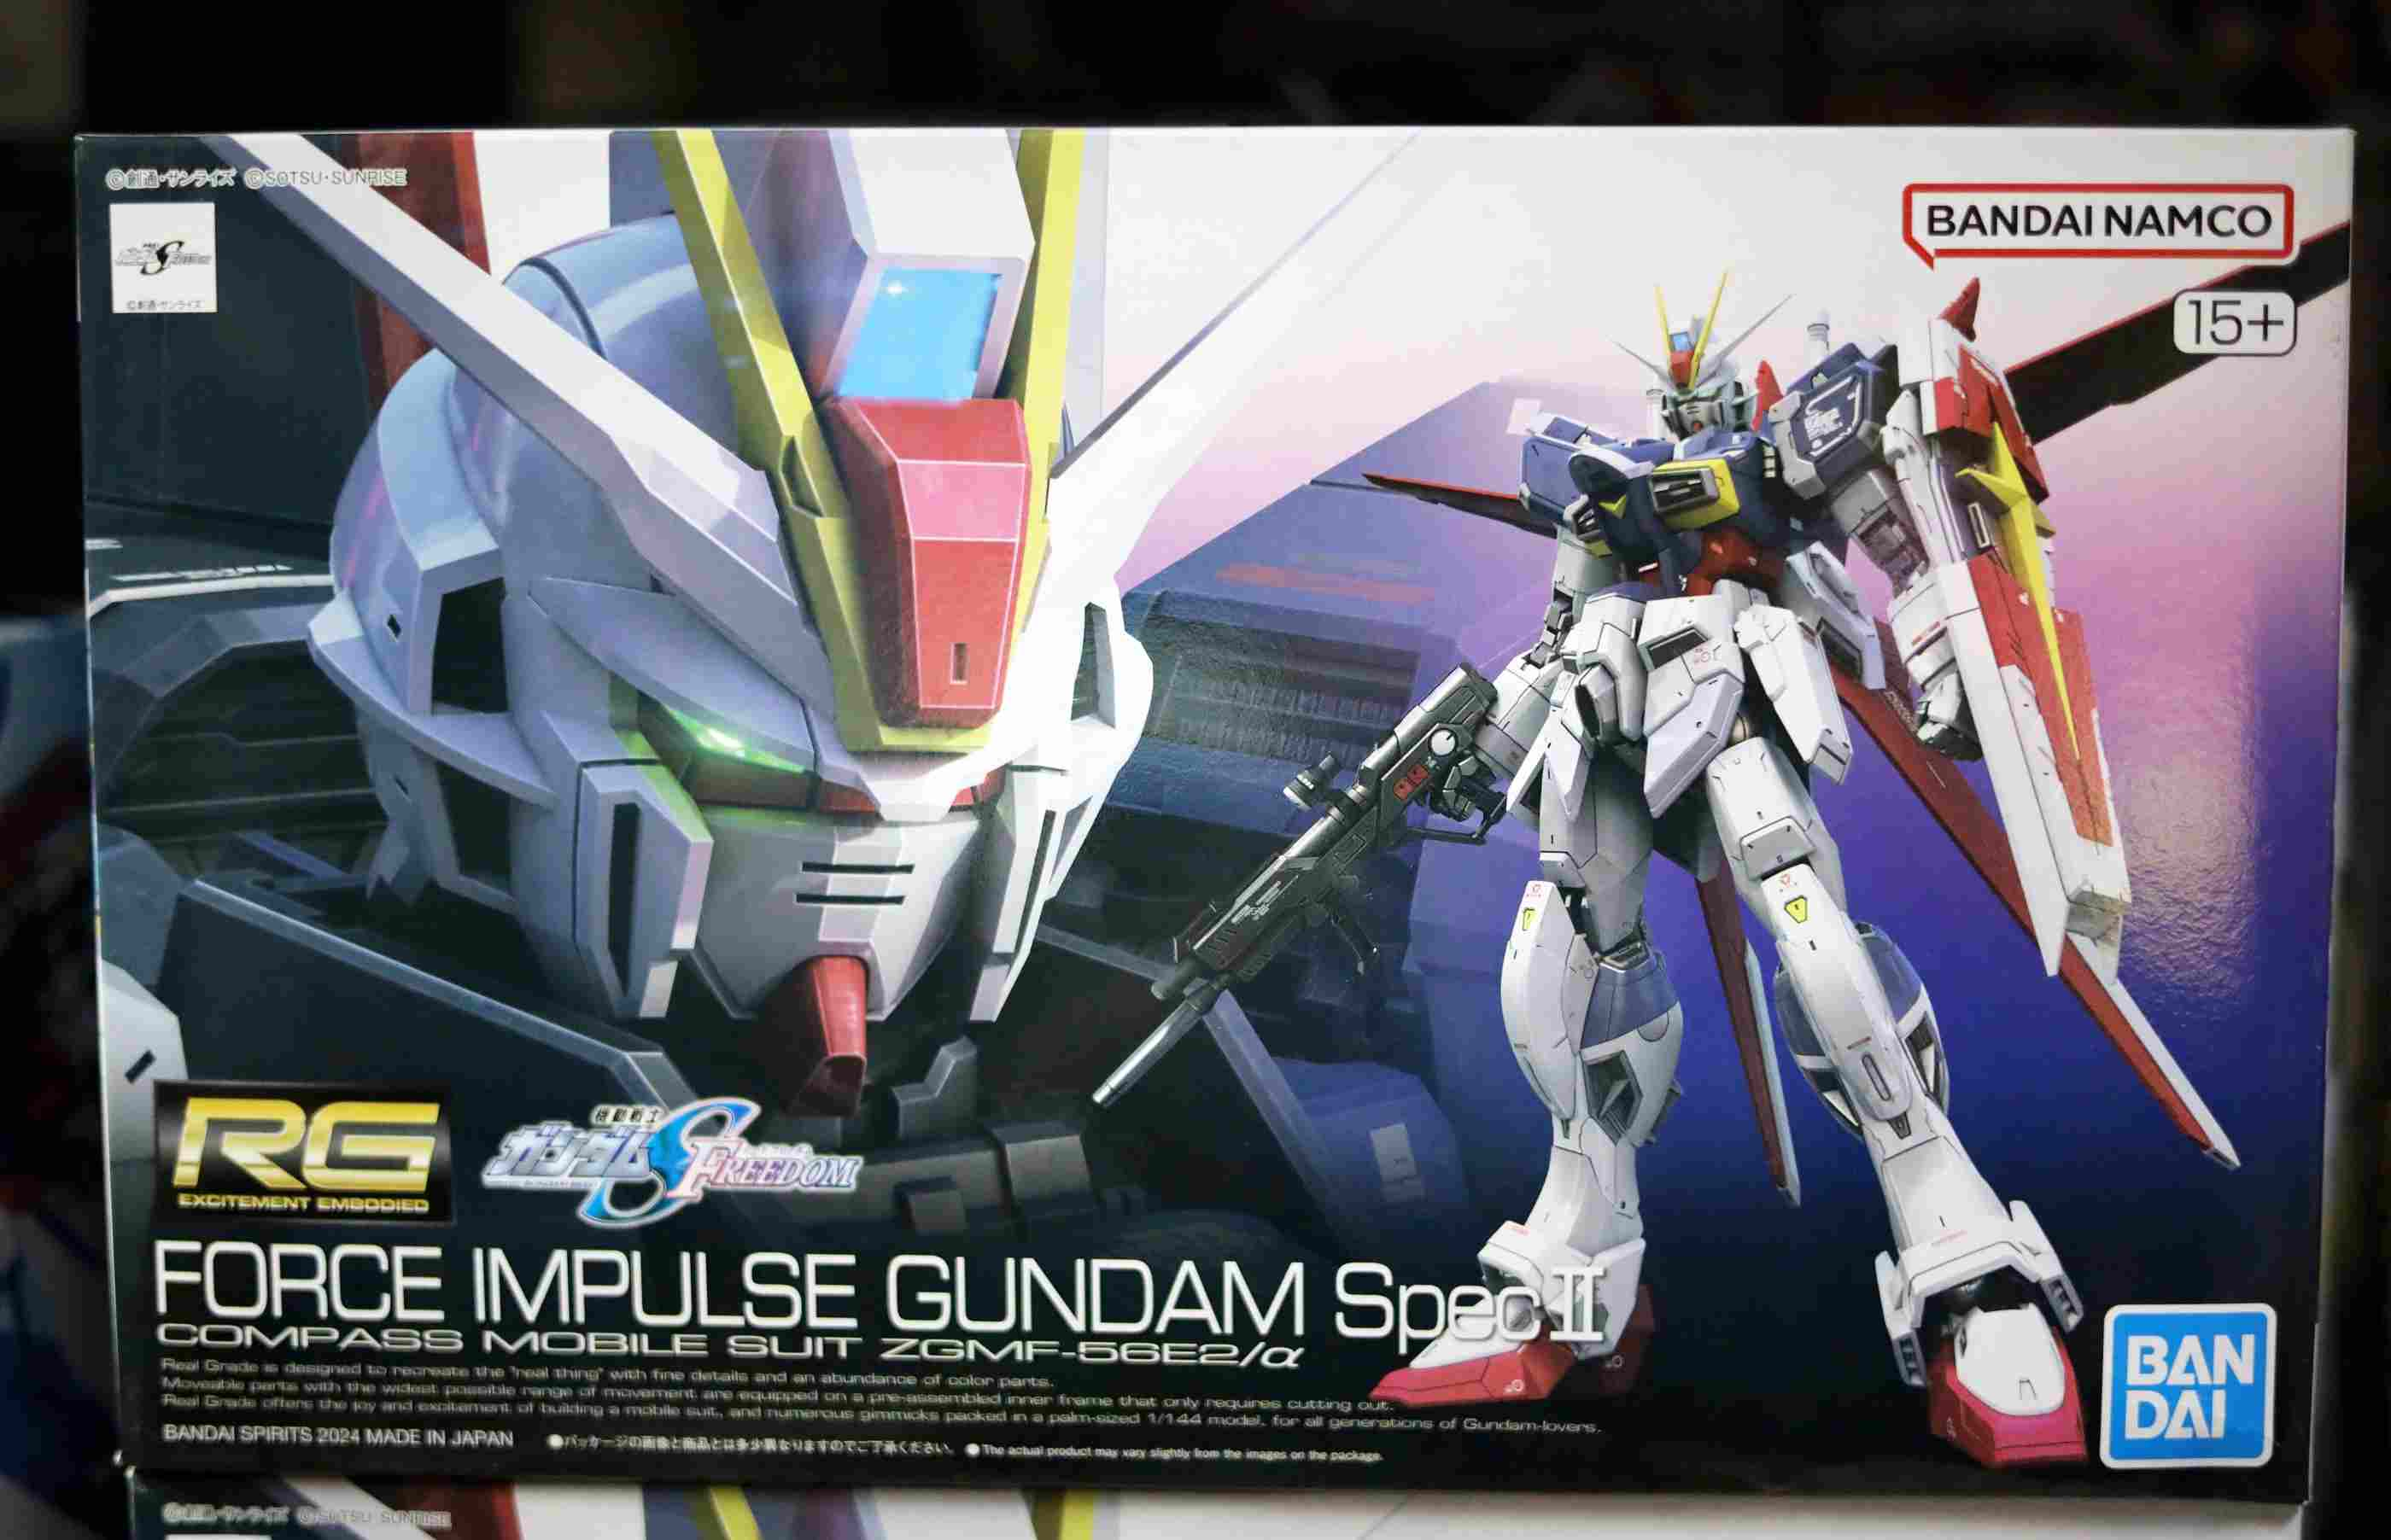 ©創通・サンライズ ©SOTSU・SUNRISE
©創通・サンライズ
BANDAI NAMCO
15+
RG
EXCITEMENT EMBODIED
機動戦士
ガンダム
FREEDOM
FORCE IMPULSE GUNDAM Spec II
COMPASS MOBILE SUIT ZGMF-56E2/α
Real Grade is designed to recreate the "real thing" with fine details and an abundance of color parts.
Moveable parts with the widest possible range of movement are equipped on a pre-assembled inner frame that only requires cutting out.
Real Grade offers the joy and excitement of building a mobile suit, and numerous gimmicks packed in a palm-sized 1/144 model, for all generations of Gundam-lovers.
BANDAI SPIRITS 2024 MADE IN JAPAN
●パッケージの画像と商品とは多少異なりますのでご了承ください。 ●The actual product may vary slightly from the images on the package.
BAN
DAI
©創通・サンライズ ©SOTSU・SUNRISE